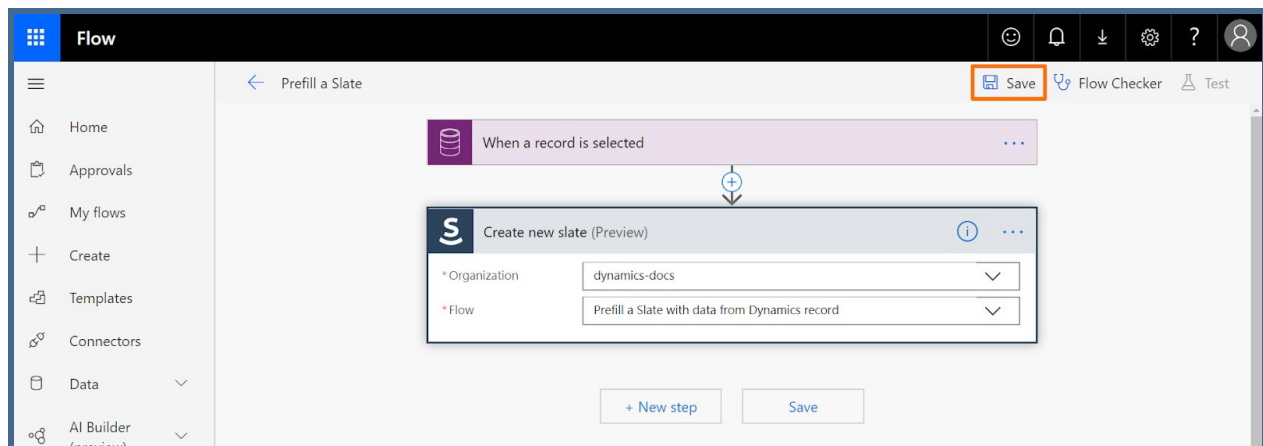 Flow
?
Prefill a Slate
Save
Flow Checker
Test
Home
Approvals
My flows
Create
Templates
Connectors
Data
AI Builder
(preview)
When a record is selected
...
S
Create new slate (Preview)
i
...
* Organization
dynamics-docs
* Flow
Prefill a Slate with data from Dynamics record
+ New step
Save